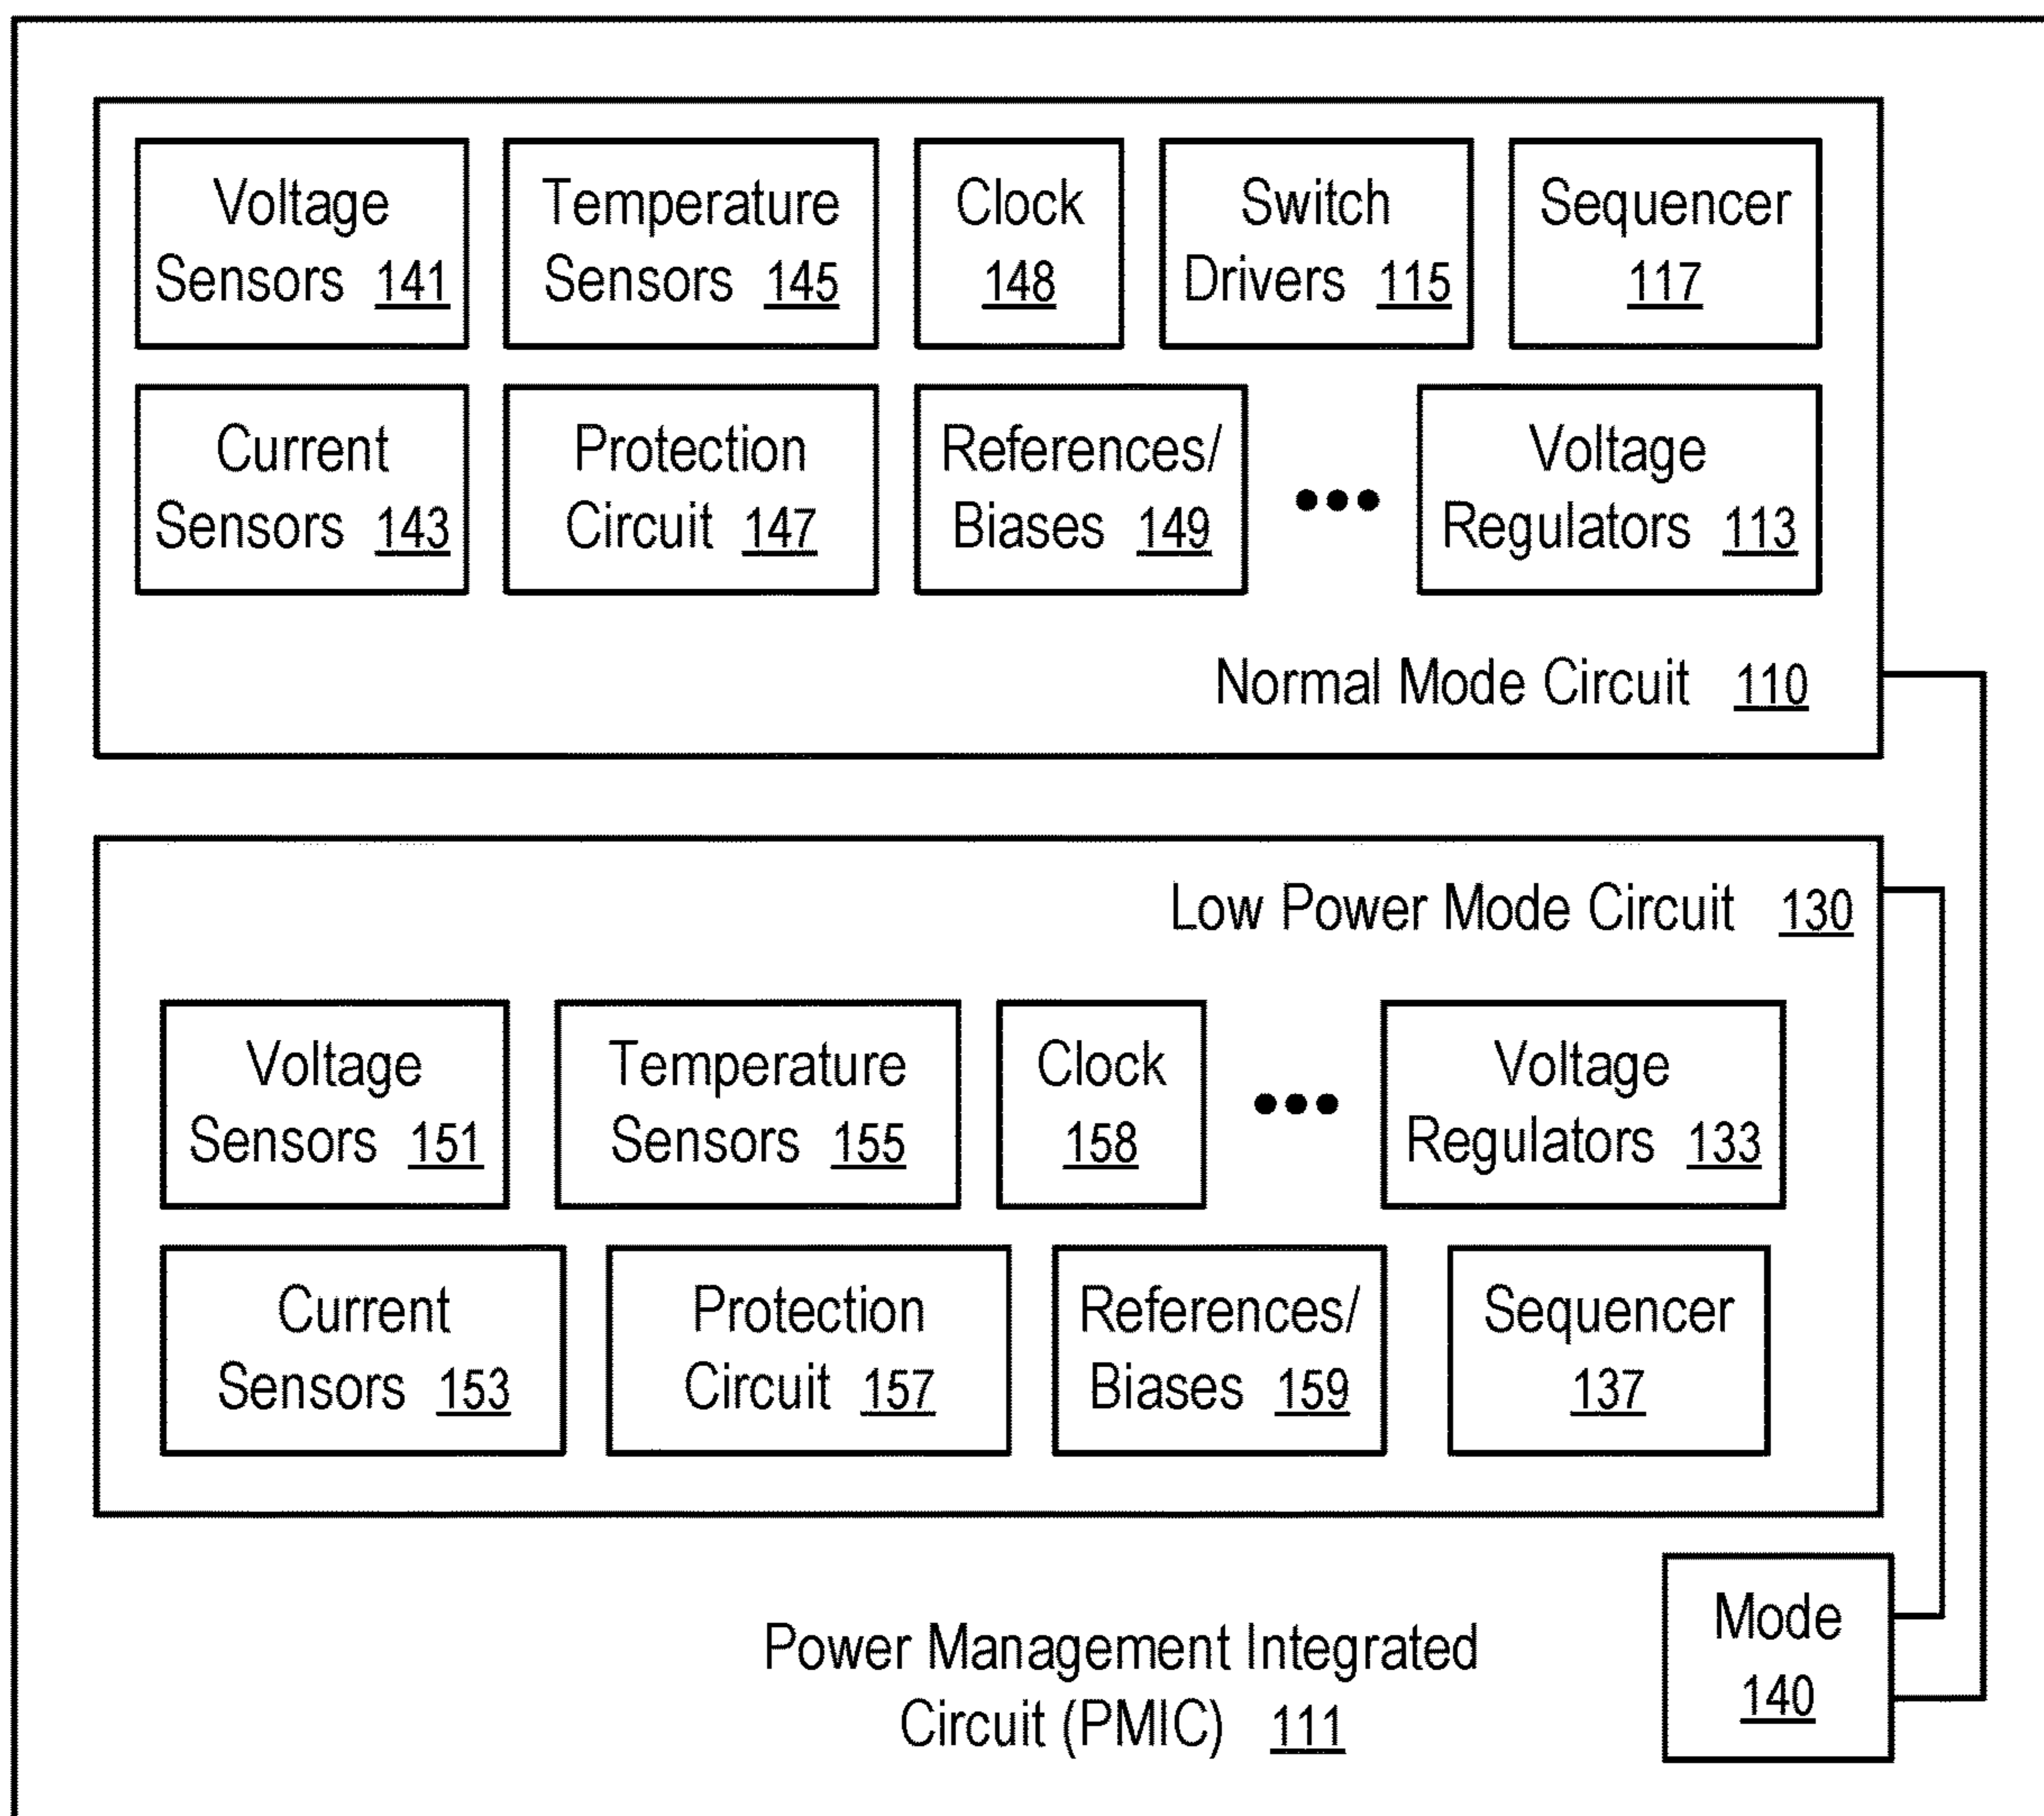 Voltage
Sensors 141
Temperature
Sensors 145
Clock
148
Switch
Drivers 115
Sequencer
117
Current
Sensors 143
Protection
Circuit 147
References/
Biases 149
Voltage
Regulators 113
Normal Mode Circuit 110
Low Power Mode Circuit 130
Voltage
Sensors 151
Temperature
Sensors 155
Clock
158
Voltage
Regulators 133
Current
Sensors 153
Protection
Circuit 157
References/
Biases 159
Sequencer
137
Mode
140
Power Management Integrated
Circuit (PMIC) 111